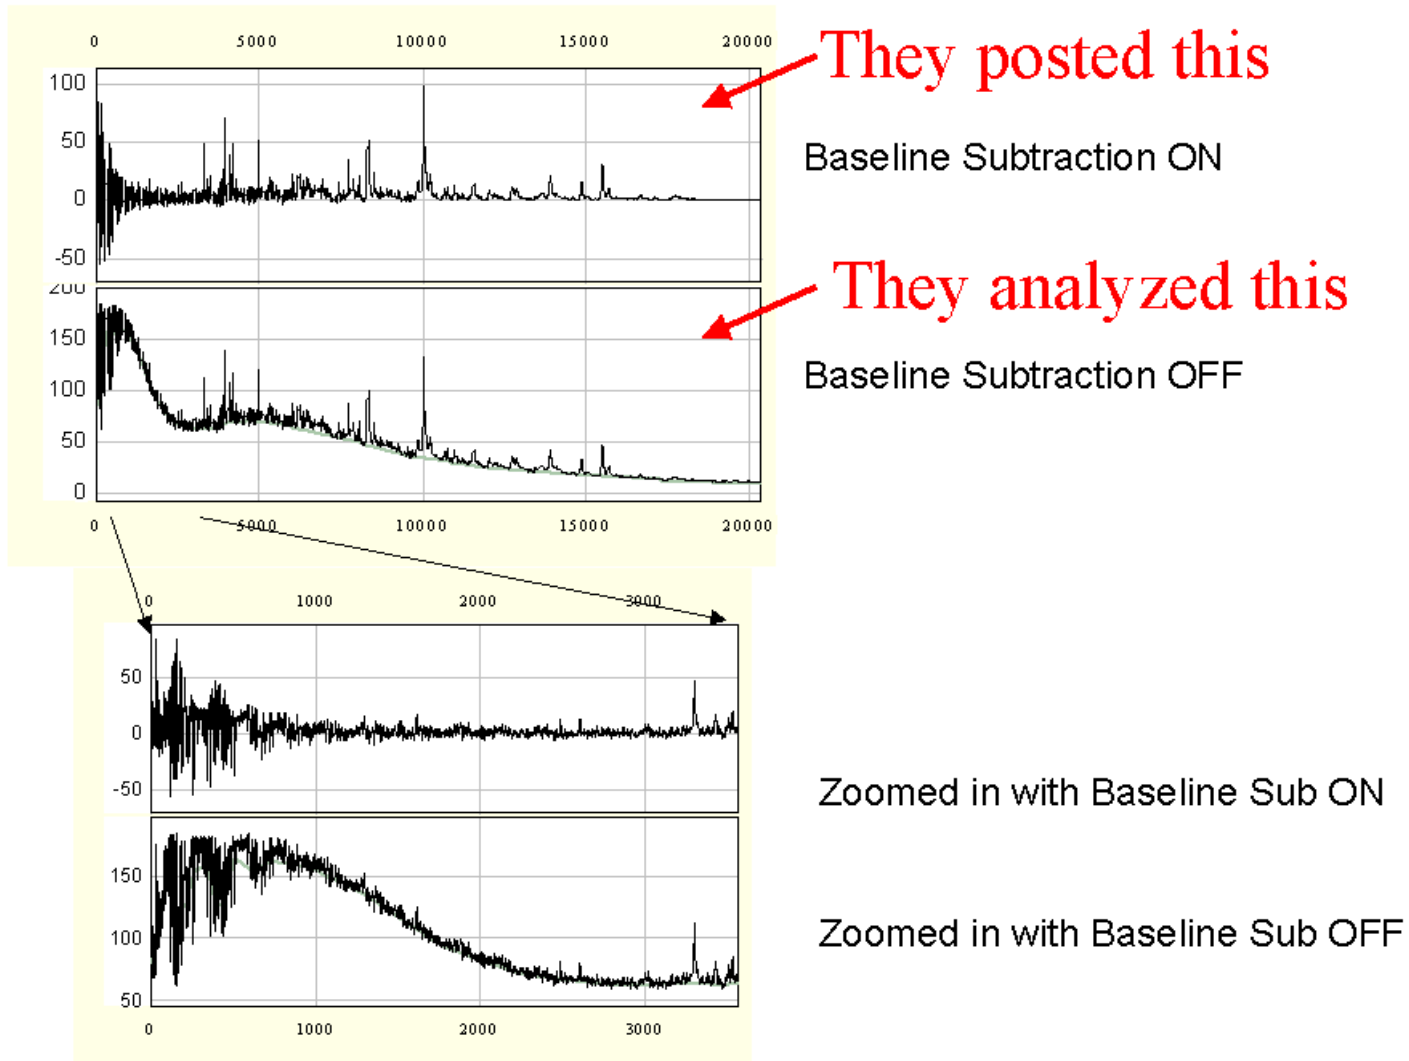 0 5000 10000 15000 20000
They posted this
100
50
0
-50
Baseline Subtraction ON
They analyzed this
200
150
100
50
0
Baseline Subtraction OFF
0 5000 10000 15000 20000
0 1000 2000 3000
50
0
-50
Zoomed in with Baseline Sub ON
150
100
50
Zoomed in with Baseline Sub OFF
0 1000 2000 3000